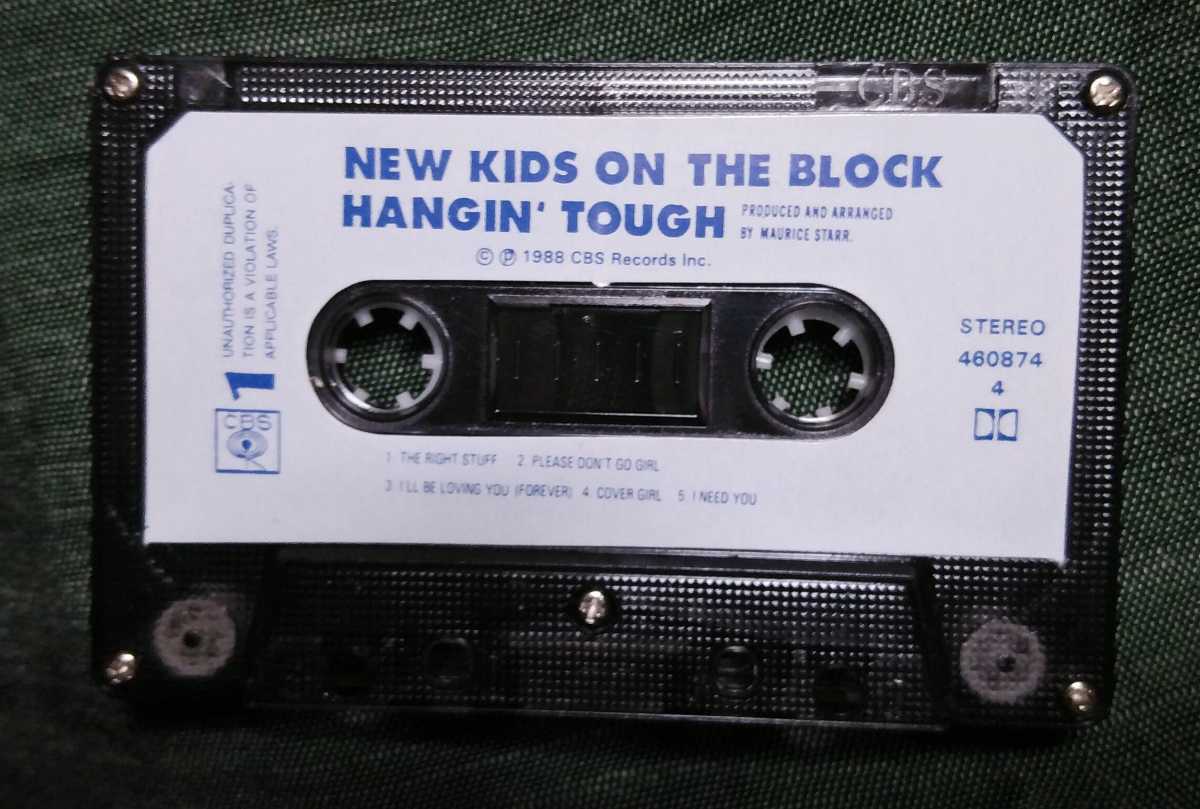 CBS
NEW KIDS ON THE BLOCK
HANGIN' TOUGH
PRODUCED AND ARRANGED
BY MAURICE STARR.
© ℗ 1988 CBS Records Inc.
UNAUTHORIZED DUPLICA-
TION IS A VIOLATION OF
APPLICABLE LAWS.
1
CBS
STEREO
460874
4
1 THE RIGHT STUFF 2. PLEASE DON'T GO GIRL
3 I'LL BE LOVING YOU (FOREVER) 4. COVER GIRL 5. I NEED YOU